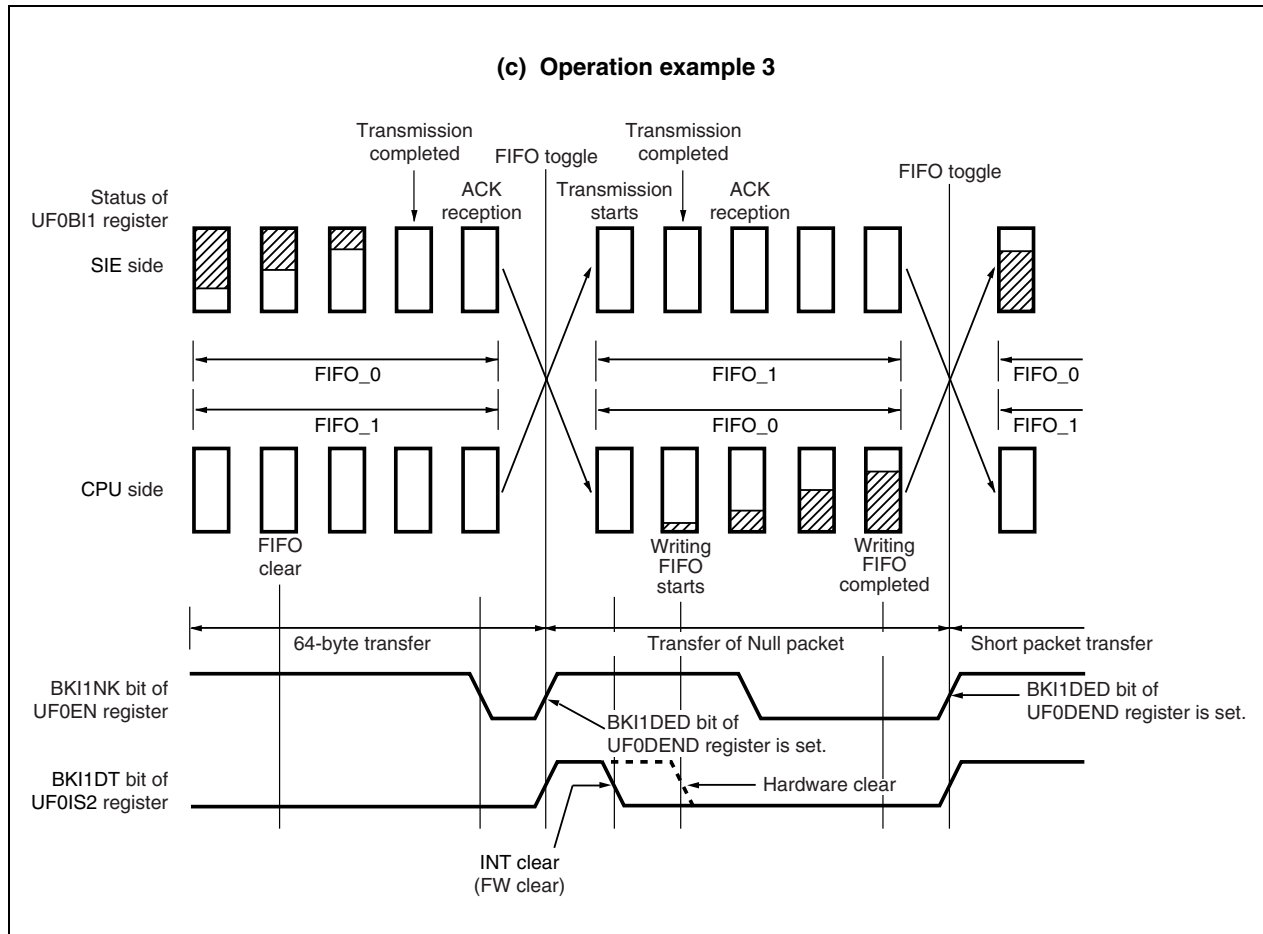 (c) Operation example 3
Transmission
completed
Transmission
completed
FIFO toggle
FIFO toggle
Status of
UF0BI1 register
ACK
reception
Transmission
starts
ACK
reception
SIE side
FIFO_0
FIFO_1
FIFO_0
FIFO_1
FIFO_0
FIFO_1
CPU side
FIFO
clear
Writing
FIFO
starts
Writing
FIFO
completed
64-byte transfer
Transfer of Null packet
Short packet transfer
BKI1NK bit of
UF0EN register
BKI1DED bit of
UF0DEND register is set.
BKI1DED bit of
UF0DEND register is set.
BKI1DT bit of
UF0IS2 register
Hardware clear
INT clear
(FW clear)